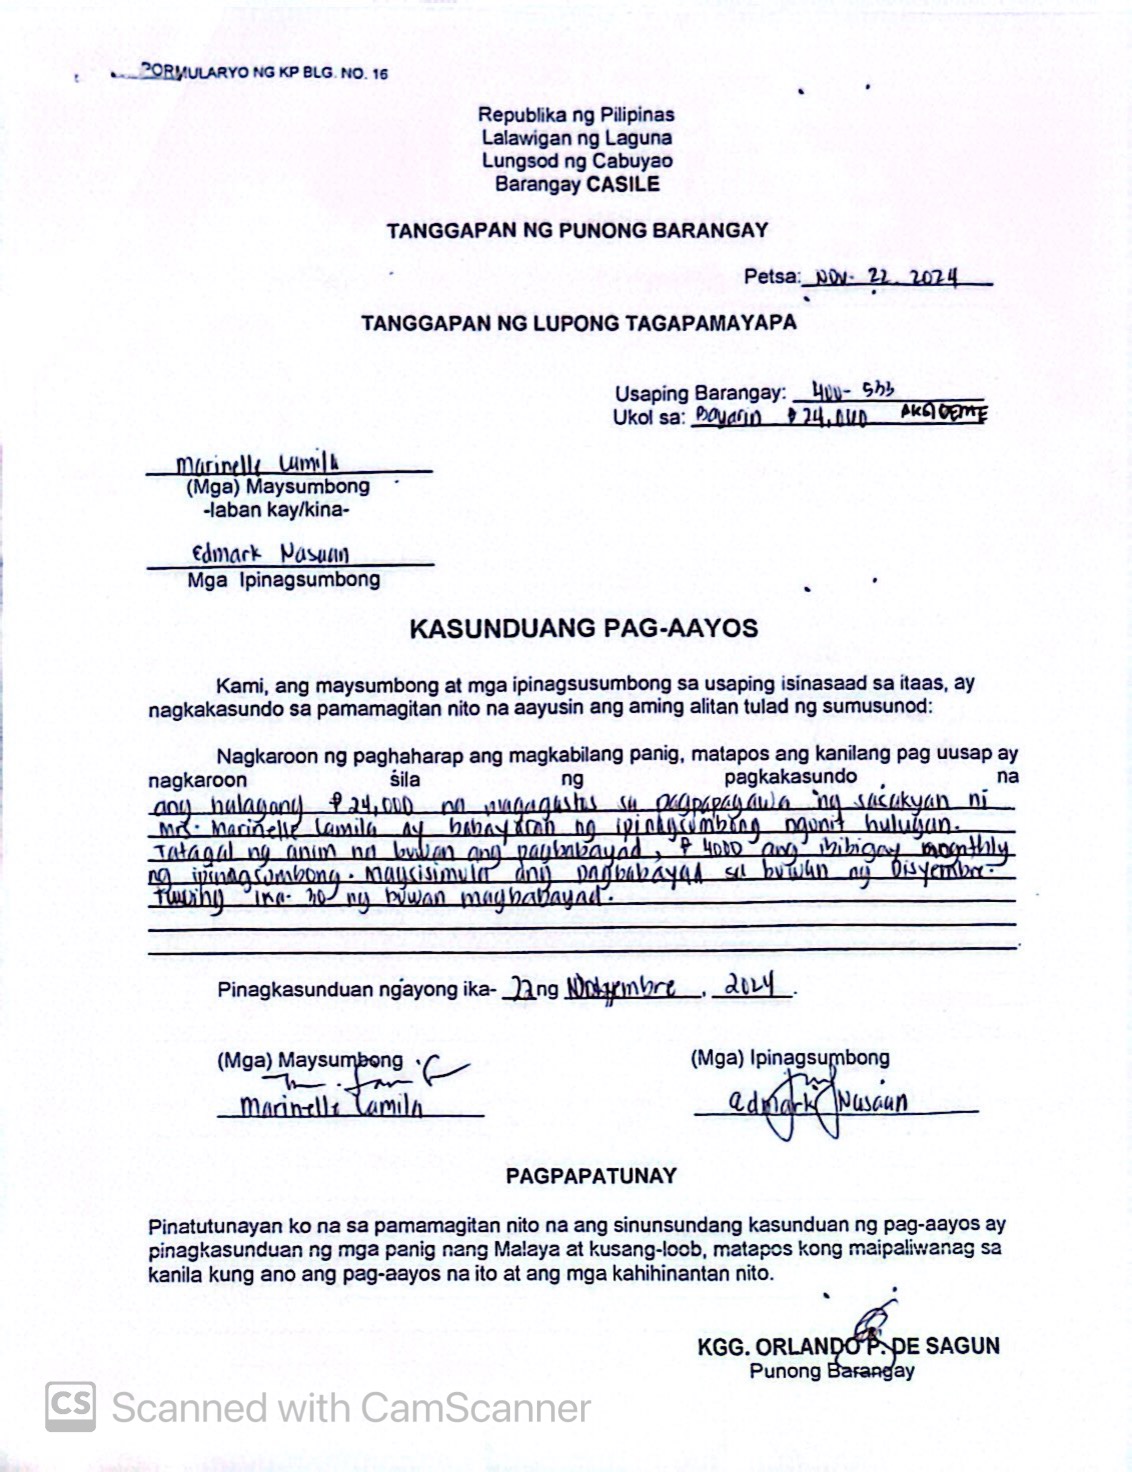 PORMULARYO NG KP BLG. NO. 16
Republika ng Pilipinas
Lalawigan ng Laguna
Lungsod ng Cabuyao
Barangay CASILE
TANGGAPAN NG PUNONG BARANGAY
Petsa: NOV. 22, 2024
TANGGAPAN NG LUPONG TAGAPAMAYAPA
Usaping Barangay: 400-533
Ukol sa: Bayarin ₱24,000
Marinelle Lamila
(Mga) Maysumbong
-laban kay/kina-
Edmark Nasaan
Mga Ipinagsumbong
KASUNDUANG PAG-AAYOS
Kami, ang maysumbong at mga ipinagsusumbong sa usaping isinasaad sa itaas, ay
nagkakasundo sa pamamagitan nito na aayusin ang aming alitan tulad ng sumusunod:
Nagkaroon ng paghaharap ang magkabilang panig, matapos ang kanilang pag uusap ay
nagkaroon sila ng pagkakasundo na
ang halagang ₱24,000 na magagastos sa pagpapagawa ng sasakyan ni
Mrs. Marinelle Lamila ay babayaran ng ipinagsumbong ngunit hulugan.
Tatagal ng anim na buwan ang pagbabayad, ₱4000 ang ibibigay monthly
ng ipinagsumbong. Magsisimula ang pagbabayad sa buwan ng Disyembre.
Tuwing ika-30 ng buwan magbabayad.
Pinagkasunduan ngayong ika- 22 ng Nobyembre, 2024.
(Mga) Maysumbong
Marinelle Lamila
(Mga) Ipinagsumbong
Edmark Nasaan
PAGPAPATUNAY
Pinatutunayan ko na sa pamamagitan nito na ang sinunsundang kasunduan ng pag-aayos ay
pinagkasunduan ng mga panig nang Malaya at kusang-loob, matapos kong maipaliwanag sa
kanila kung ano ang pag-aayos na ito at ang mga kahihinantan nito.
KGG. ORLANDO P. DE SAGUN
Punong Barangay
CS Scanned with CamScanner